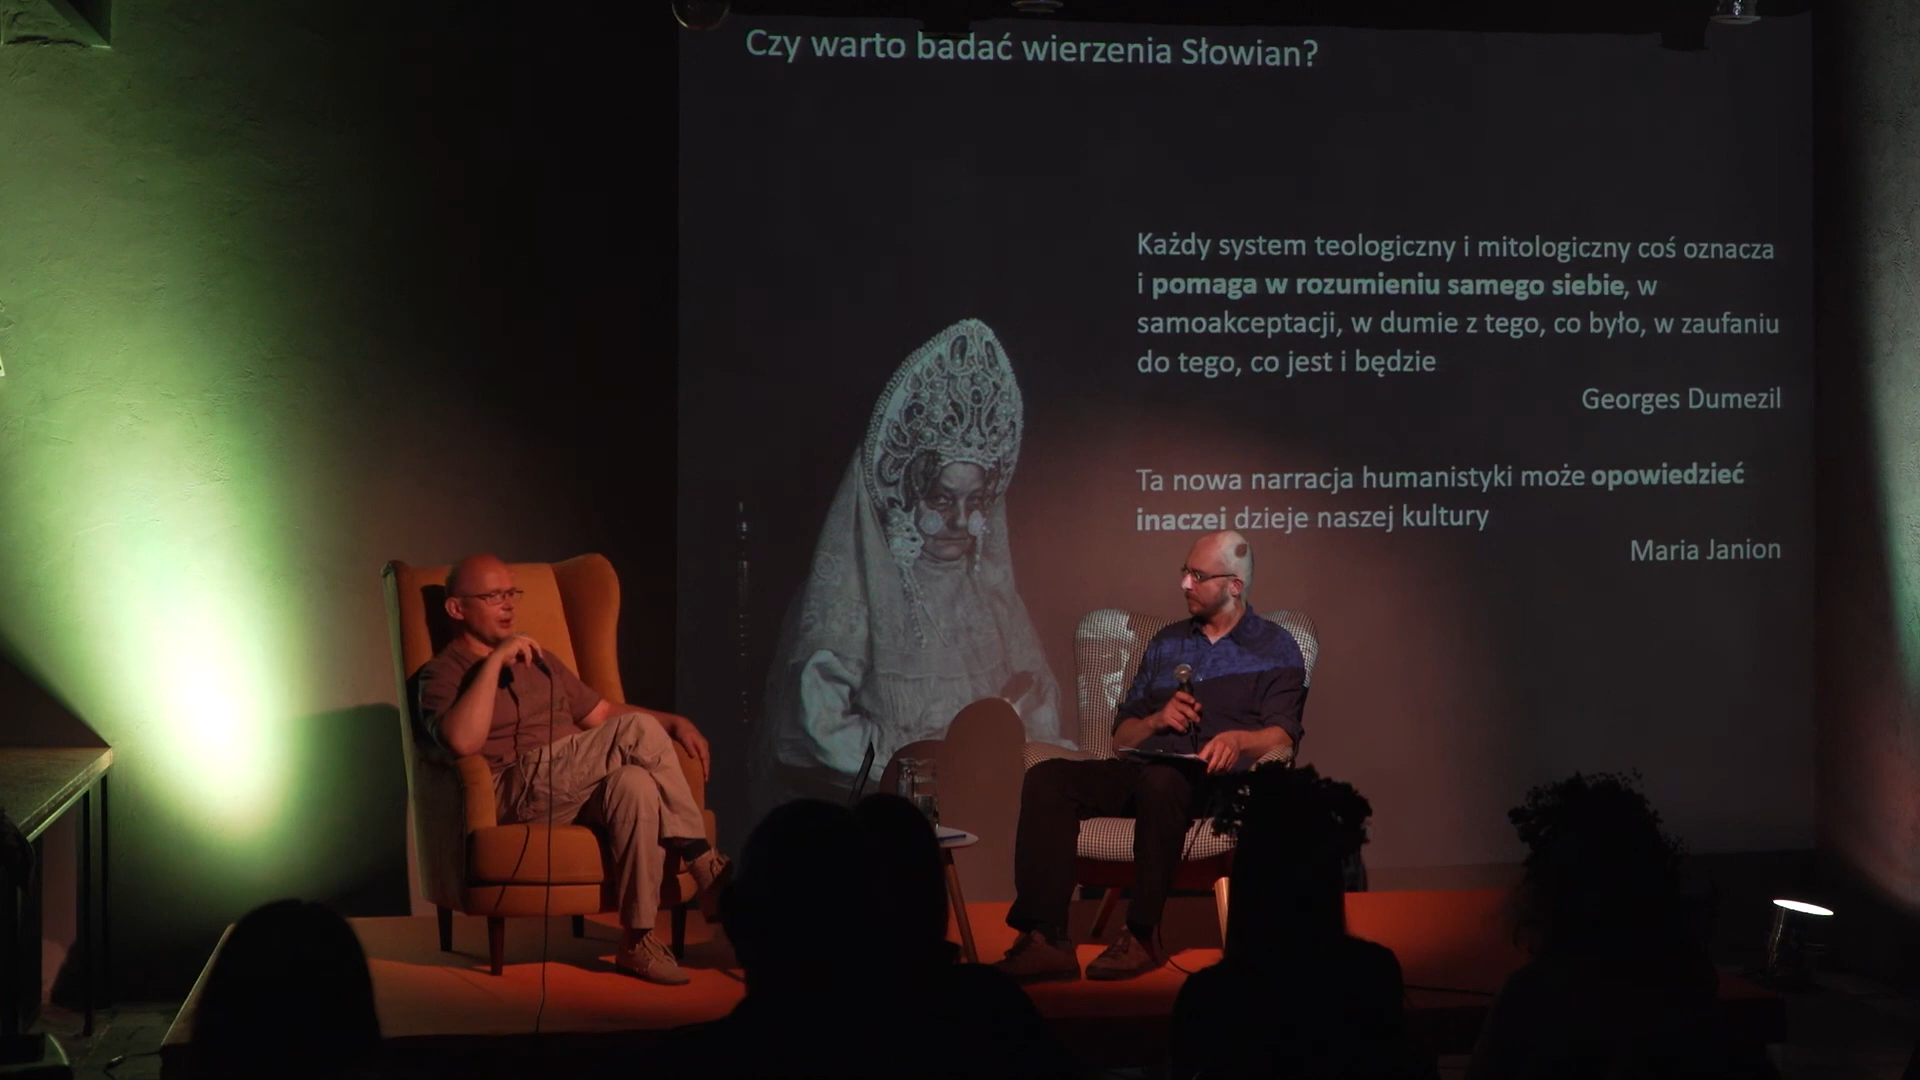 Czy warto badać wierzenia Słowian?
Każdy system teologiczny i mitologiczny coś oznacza
i pomaga w rozumieniu samego siebie, w
samoakceptacji, w dumie z tego, co było, w zaufaniu
do tego, co jest i będzie
Georges Dumezil
Ta nowa narracja humanistyki może opowiedzieć
inaczej dzieje naszej kultury
Maria Janion